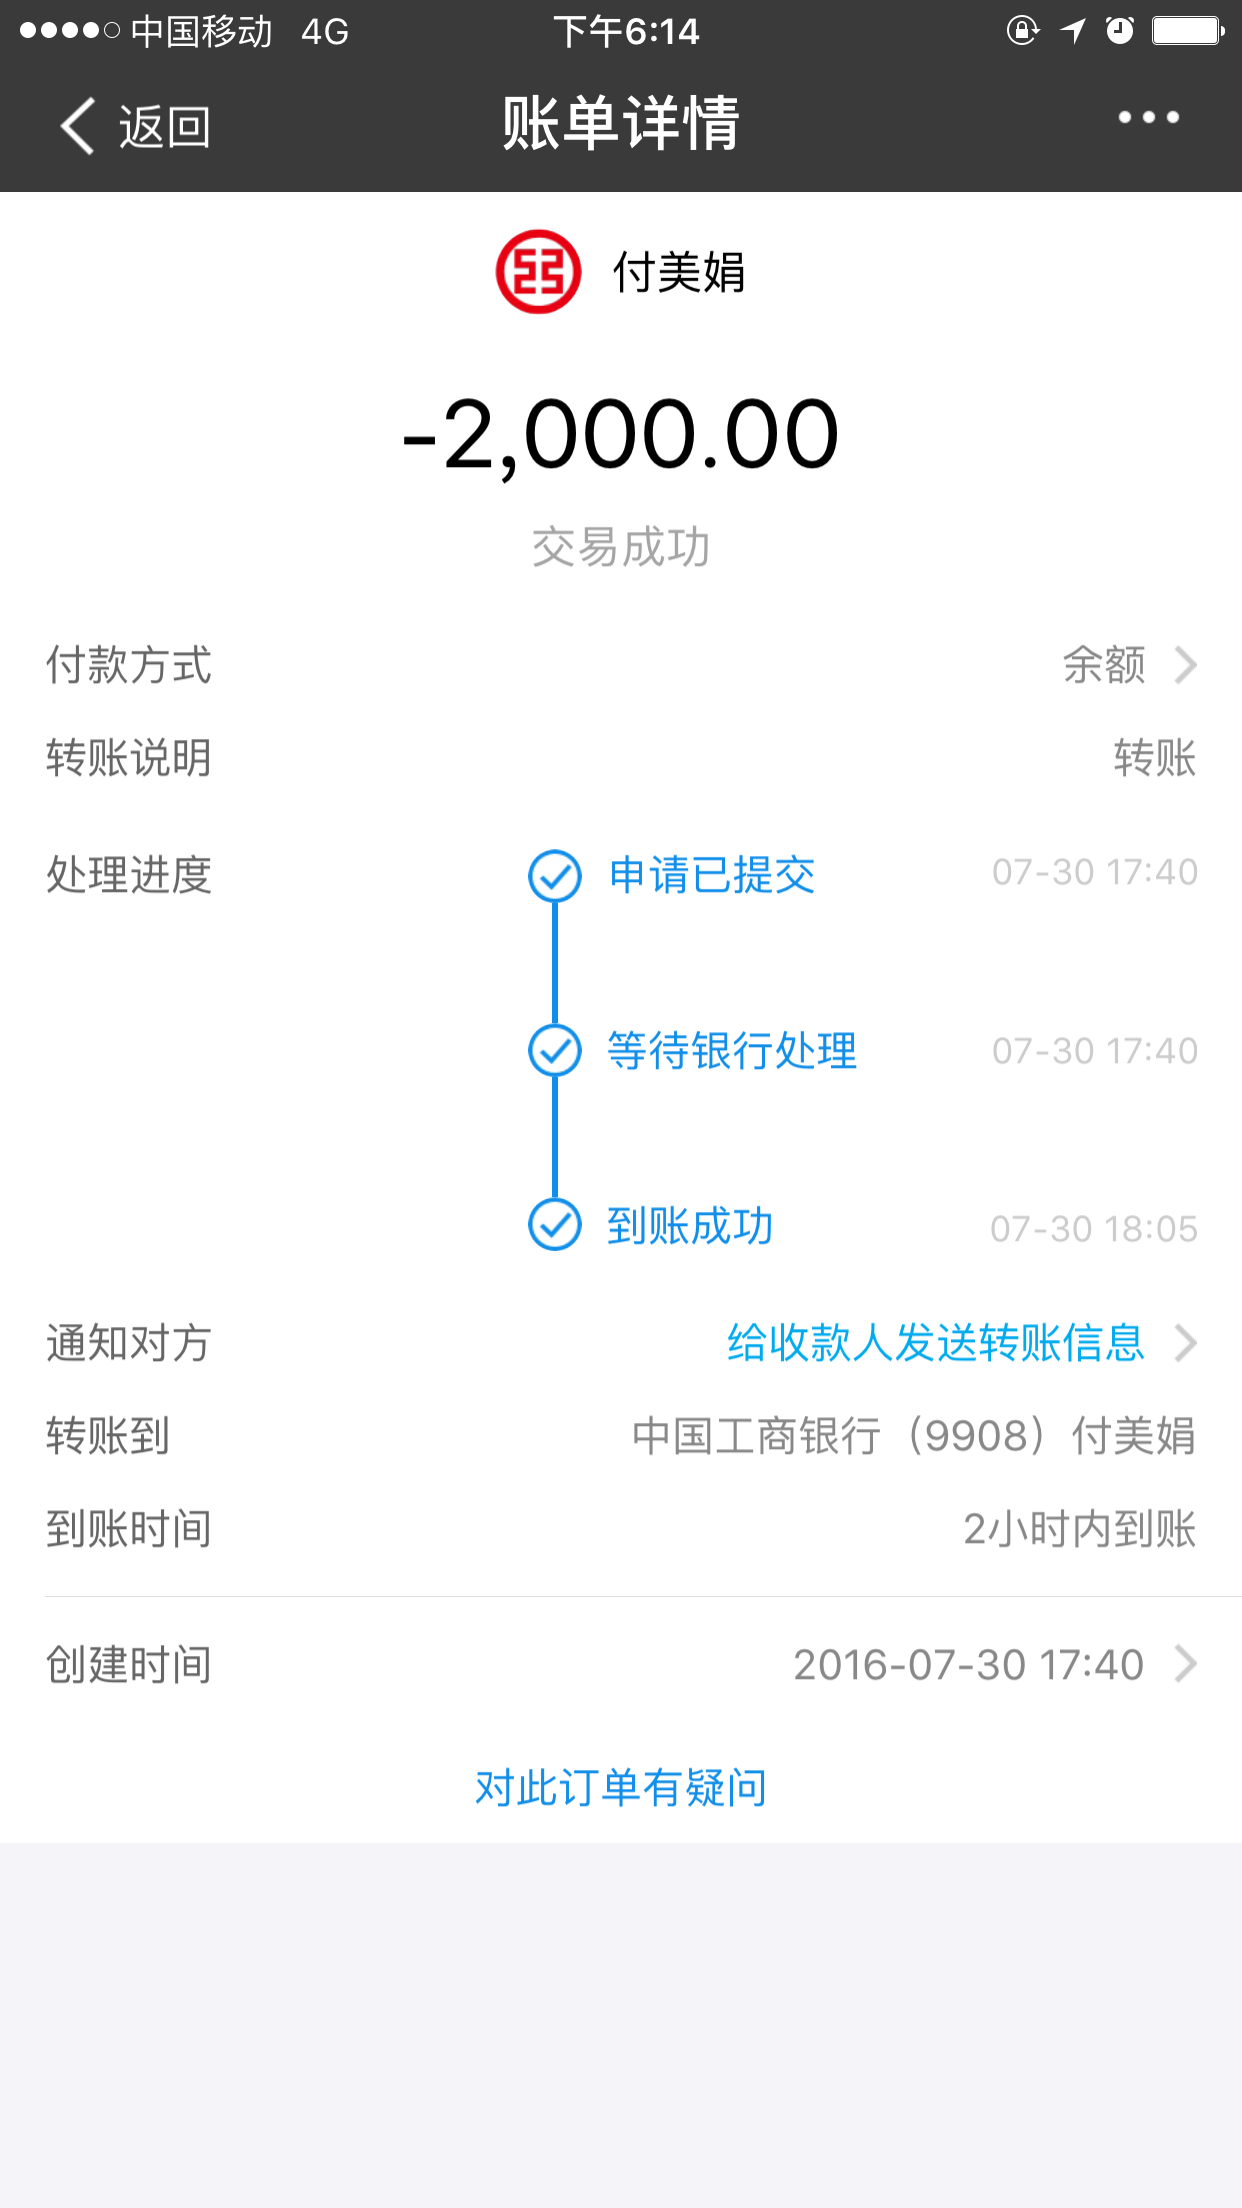 中国移动 4G 下午6:14
返回 账单详情
付美娟
-2,000.00
交易成功
付款方式 余额
转账说明 转账
处理进度 申请已提交 07-30 17:40
等待银行处理 07-30 17:40
到账成功 07-30 18:05
通知对方 给收款人发送转账信息
转账到 中国工商银行（9908）付美娟
到账时间 2小时内到账
创建时间 2016-07-30 17:40
对此订单有疑问